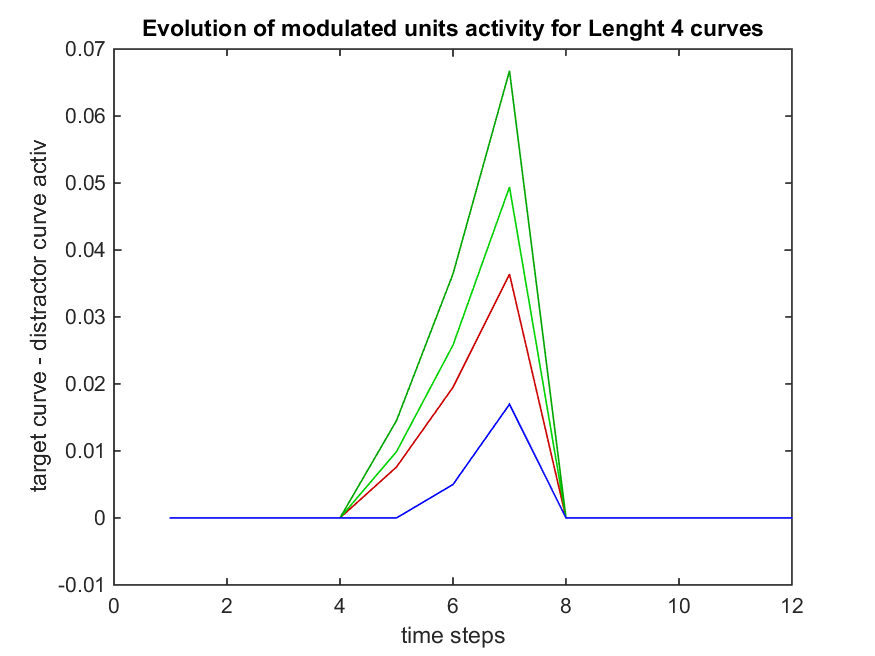 Evolution of modulated units activity for Lenght 4 curves
target curve - distractor curve activ
0.07
0.06
0.05
0.04
0.03
0.02
0.01
0
-0.01
0 2 4 6 8 10 12
time steps